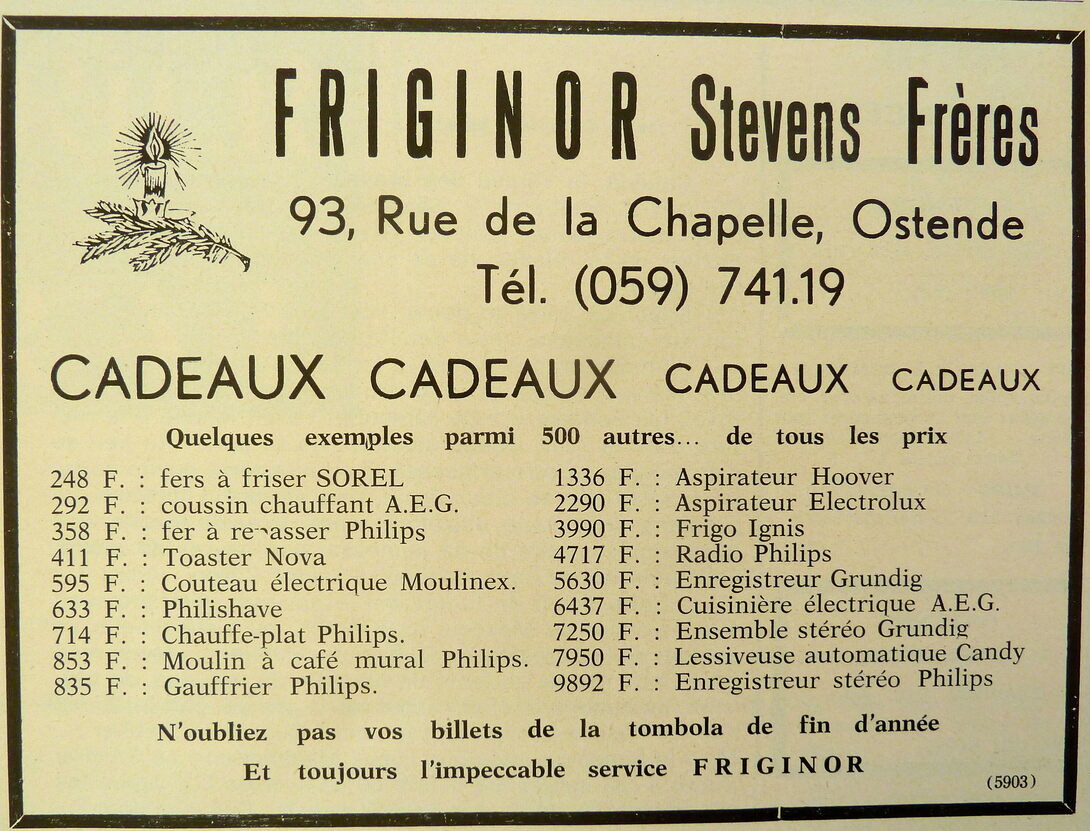 FRIGINOR Stevens Frères
93, Rue de la Chapelle, Ostende
Tél. (059) 741.19
CADEAUX CADEAUX CADEAUX CADEAUX
Quelques exemples parmi 500 autres... de tous les prix
248 F. : fers à friser SOREL
292 F. : coussin chauffant A.E.G.
358 F. : fer à repasser Philips
411 F. : Toaster Nova
595 F. : Couteau électrique Moulinex.
633 F. : Philishave
714 F. : Chauffe-plat Philips.
853 F. : Moulin à café mural Philips.
835 F. : Gauffrier Philips.
1336 F. : Aspirateur Hoover
2290 F. : Aspirateur Electrolux
3990 F. : Frigo Ignis
4717 F. : Radio Philips
5630 F. : Enregistreur Grundig
6437 F. : Cuisinière électrique A.E.G.
7250 F. : Ensemble stéréo Grundig
7950 F. : Lessiveuse automatique Candy
9892 F. : Enregistreur stéréo Philips
N'oubliez pas vos billets de la tombola de fin d'année
Et toujours l'impeccable service FRIGINOR
(5903)